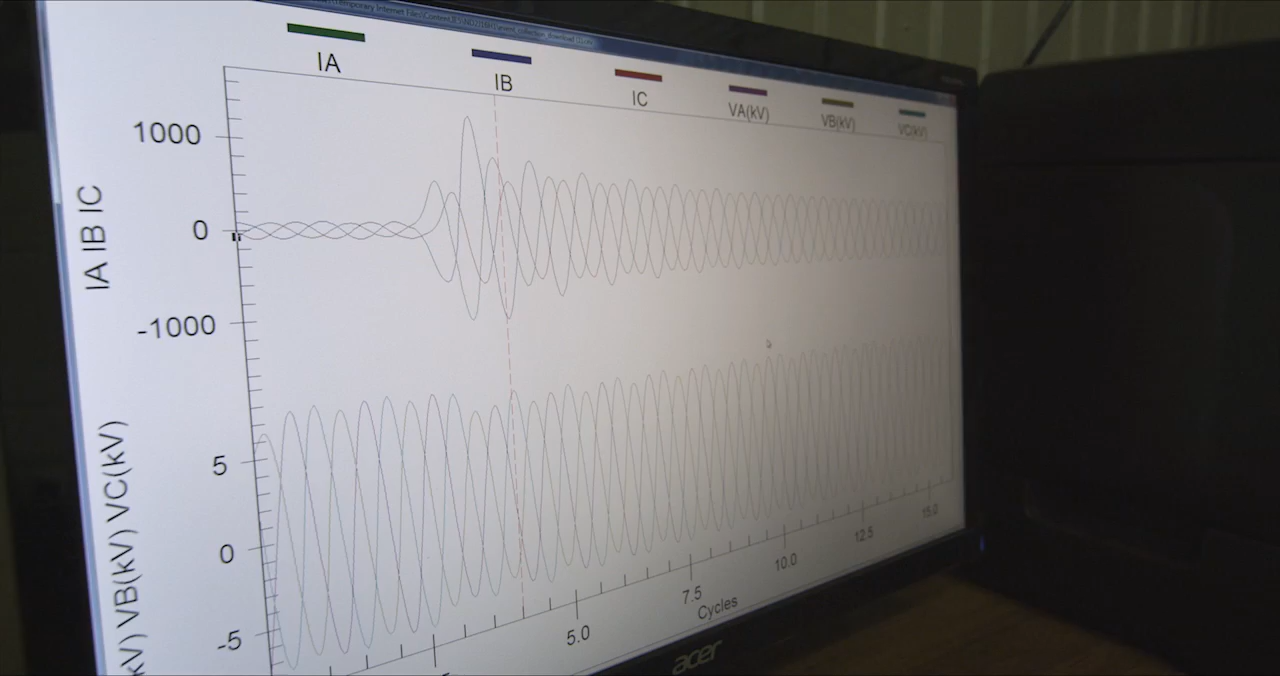 IA
IB
IC
VA(kV)
VB(kV)
VC(kV)
1000
0
-1000
IA IB IC
5
0
-5
VB(kV) VC(kV)
5.0
7.5
10.0
12.5
15.0
Cycles
acer